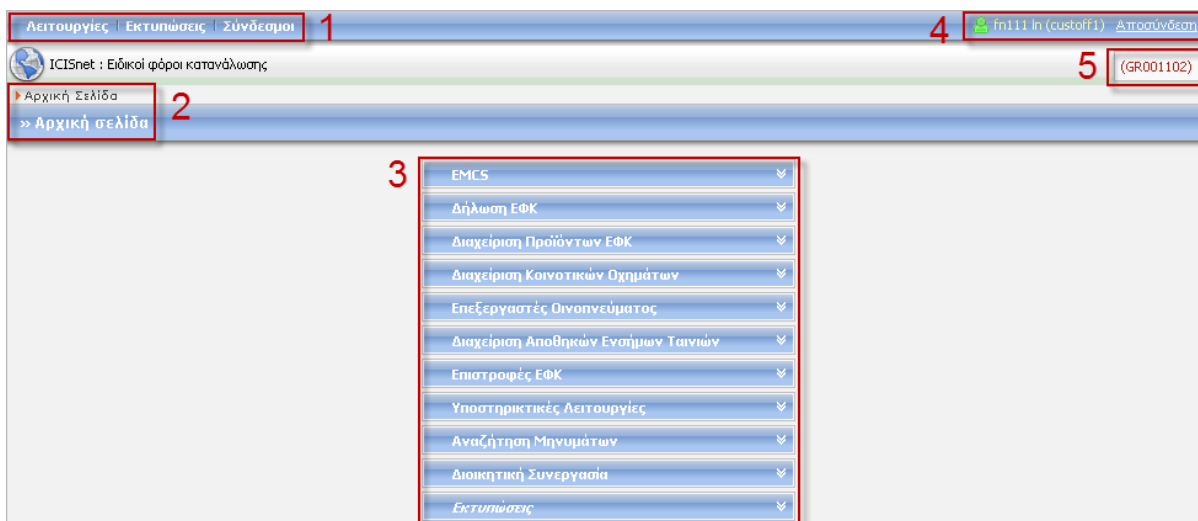 Λειτουργίες | Εκτυπώσεις | Σύνδεσμοι 1 4 fn111 ln (custoff1) Αποσύνδεση
ICISnet : Ειδικοί φόροι κατανάλωσης 5 (GR001102)
Αρχική Σελίδα 2
» Αρχική σελίδα
3 EMCS
Δήλωση ΕΦΚ
Διαχείριση Προϊόντων ΕΦΚ
Διαχείριση Κοινοτικών Οχημάτων
Επεξεργαστές Οινοπνεύματος
Διαχείριση Αποθηκών Ενσήμων Ταινιών
Επιστροφές ΕΦΚ
Υποστηρικτικές Λειτουργίες
Αναζήτηση Μηνυμάτων
Διοικητική Συνεργασία
Εκτυπώσεις